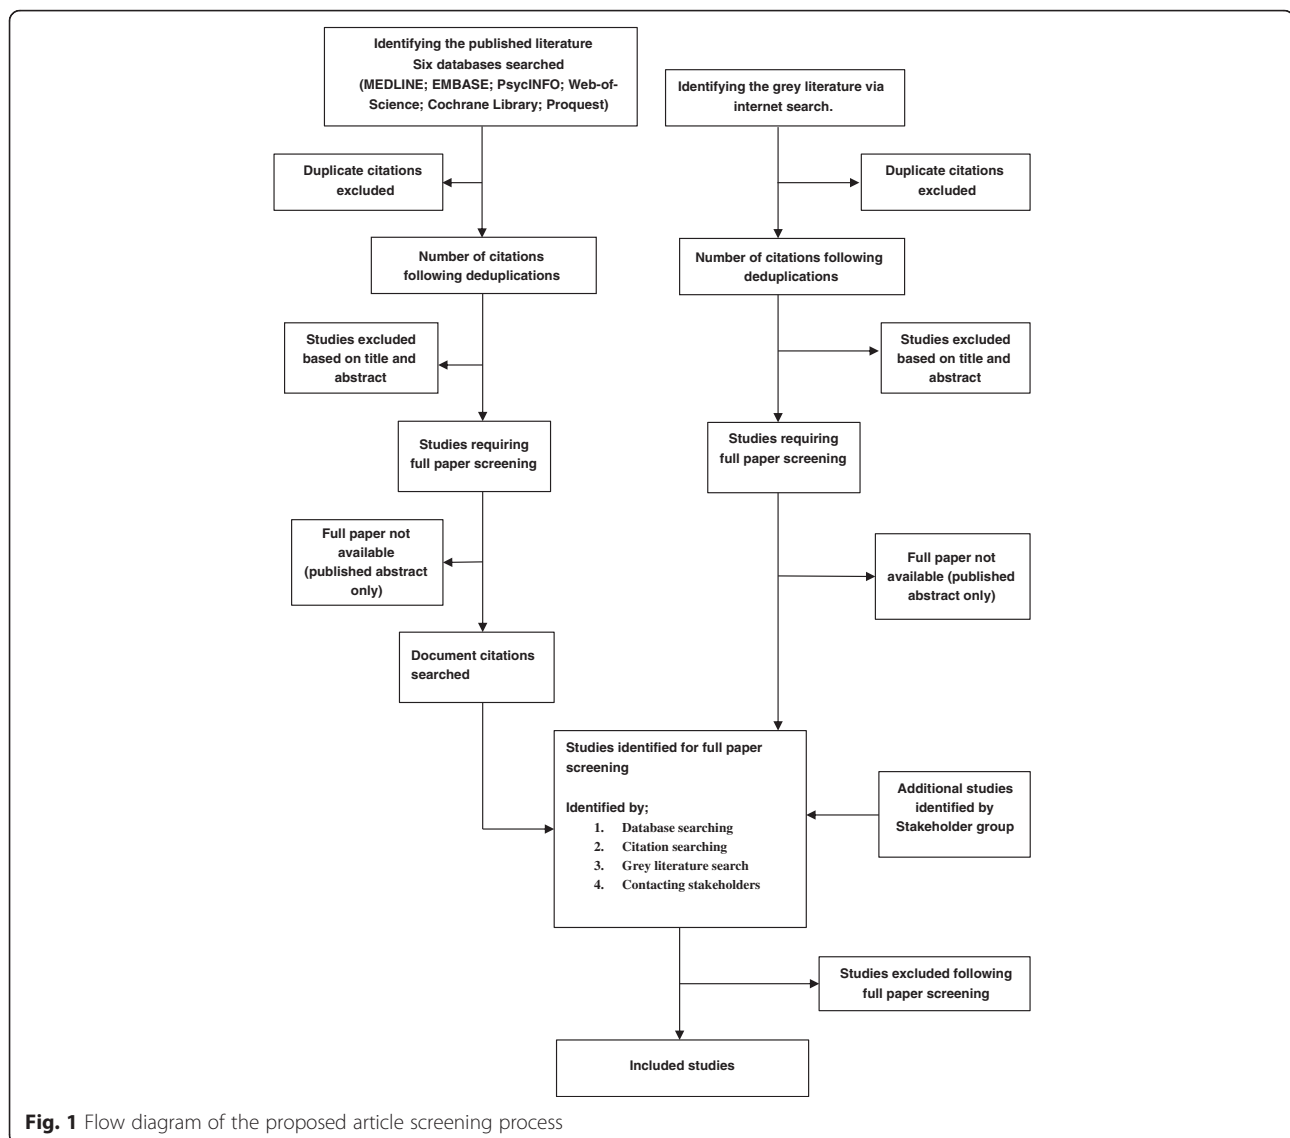 Identifying the published literature
Six databases searched
(MEDLINE; EMBASE; PsycINFO; Web-of-
Science; Cochrane Library; Proquest)
Identifying the grey literature via
internet search.
Duplicate citations
excluded
Duplicate citations
excluded
Number of citations
following deduplications
Number of citations following
deduplications
Studies excluded
based on title and
abstract
Studies excluded
based on title and
abstract
Studies requiring
full paper screening
Studies requiring
full paper screening
Full paper not
available
(published abstract
only)
Full paper not
available (published
abstract only)
Document citations
searched
Studies identified for full paper
screening
Identified by;
1. Database searching
2. Citation searching
3. Grey literature search
4. Contacting stakeholders
Additional studies
identified by
Stakeholder group
Studies excluded following
full paper screening
Included studies
Fig. 1 Flow diagram of the proposed article screening process